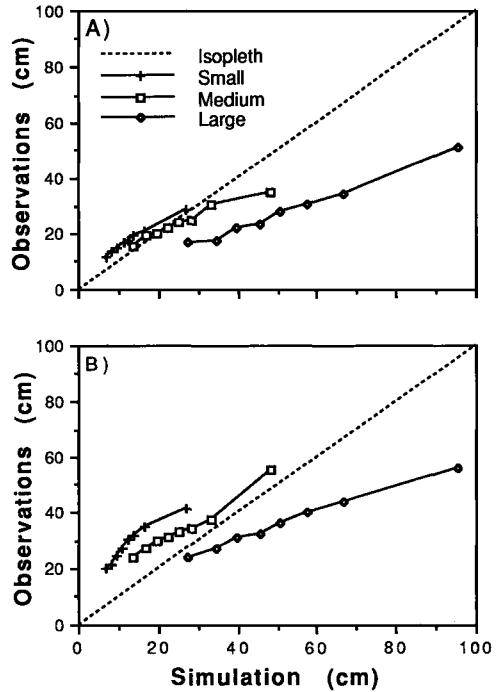 100
80
60
40
20
0
Observations (cm)
A)
Isopleth
Small
Medium
Large
100
80
60
40
20
0
Observations (cm)
B)
0 20 40 60 80 100
Simulation (cm)